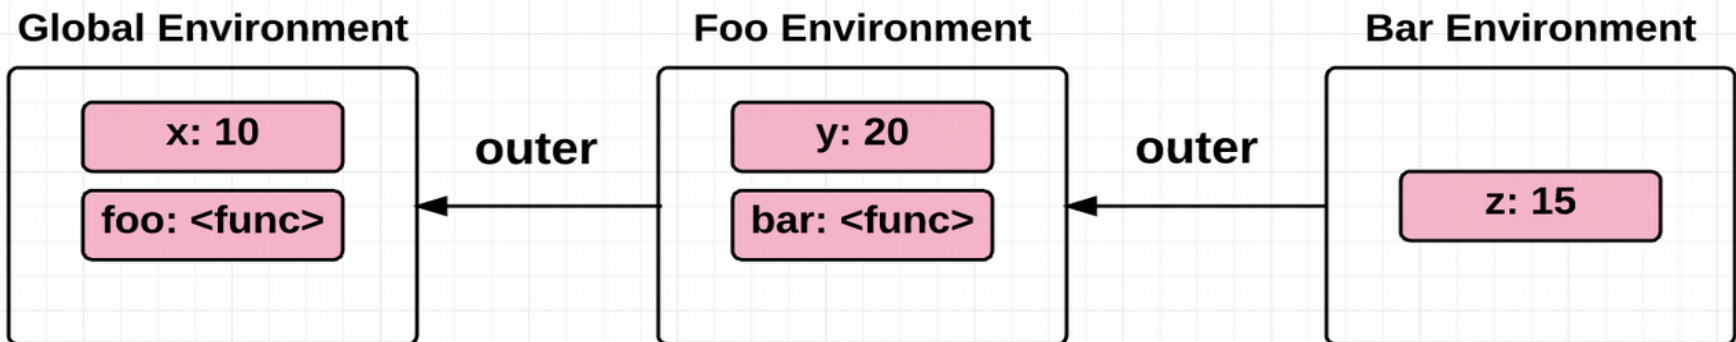 Global Environment
x: 10
foo: <func>
outer
Foo Environment
y: 20
bar: <func>
outer
Bar Environment
z: 15